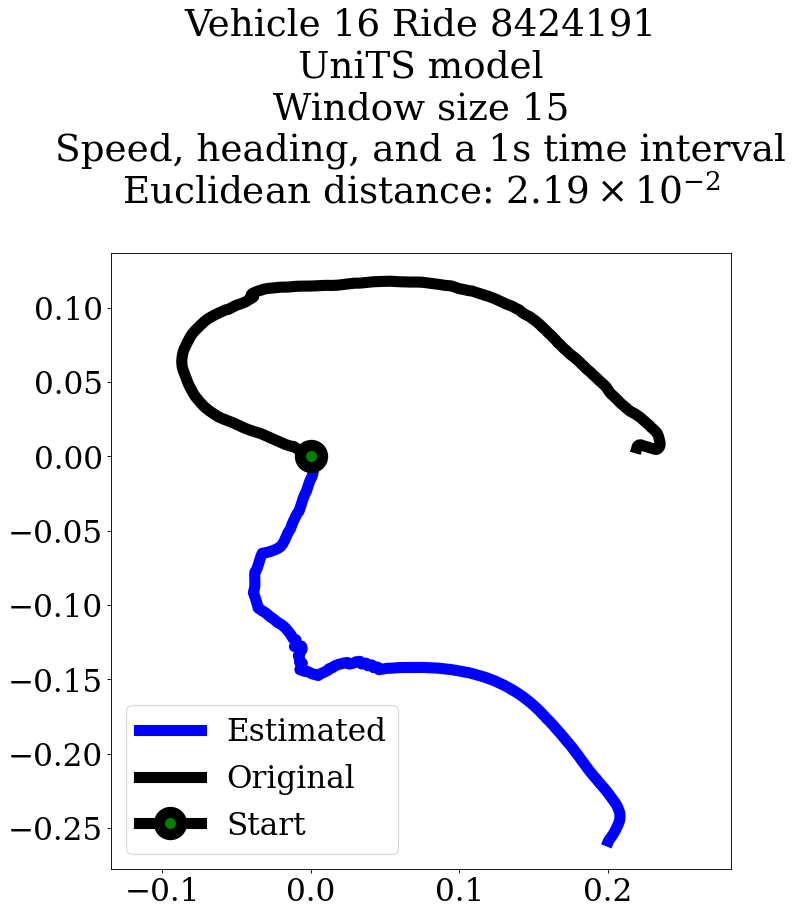 Vehicle 16 Ride 8424191
UniTS model
Window size 15
Speed, heading, and a 1s time interval
Euclidean distance: 2.19 × 10⁻²
0.10
0.05
0.00
−0.05
−0.10
−0.15
−0.20
−0.25
Estimated
Original
Start
−0.1 0.0 0.1 0.2